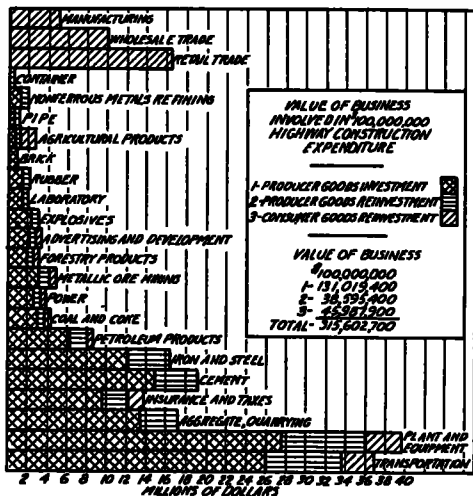 MANUFACTURING
WHOLESALE TRADE
RETAIL TRADE
CONTAINER
NONFERROUS METALS REFINING
PIPE
AGRICULTURAL PRODUCTS
BRICK
RUBBER
LABORATORY
EXPLOSIVES
ADVERTISING AND DEVELOPMENT
FORESTRY PRODUCTS
METALLIC ORE MINING
POWER
COAL AND COKE
PETROLEUM PRODUCTS
IRON AND STEEL
CEMENT
INSURANCE AND TAXES
AGGREGATE, QUARRYING
PLANT AND
EQUIPMENT
TRANSPORTATION
2 4 6 8 10 12 14 16 18 20 22 24 26 28 30 32 34 36 38 40
MILLIONS OF DOLLARS
VALUE OF BUSINESS
INVOLVED IN $100,000,000
HIGHWAY CONSTRUCTION
EXPENDITURE
1-PRODUCER GOODS INVESTMENT
2-PRODUCER GOODS REINVESTMENT
3-CONSUMER GOODS REINVESTMENT
VALUE OF BUSINESS
$100,000,000
1- 131,019,400
2- 38,595,400
3- 45,987,900
TOTAL- 315,602,700